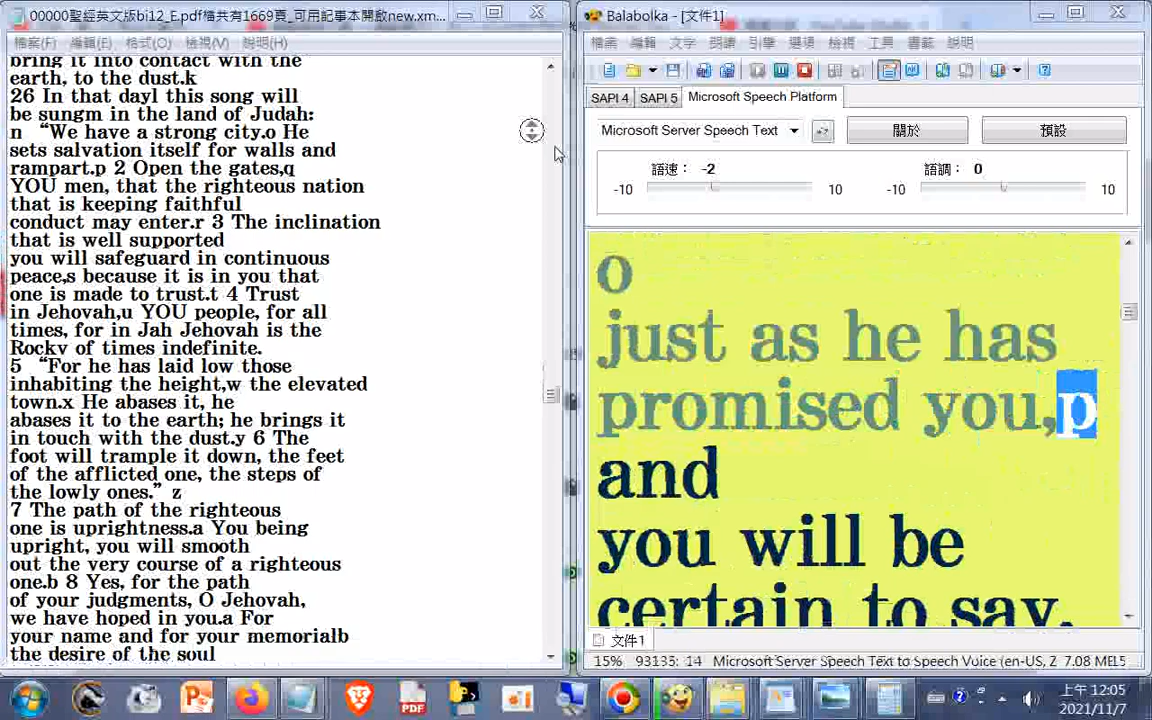 00000聖經英文版bi12_E.pdf檔共有1669頁_可用記事本開啟new.xm...
檔案(F) 編輯(E) 格式(O) 檢視(V) 說明(H)
bring it into contact with the
earth, to the dust.k
26 In that dayl this song will
be sungm in the land of Judah:
n “We have a strong city.o He
sets salvation itself for walls and
rampart.p 2 Open the gates,q
YOU men, that the righteous nation
that is keeping faithful
conduct may enter.r 3 The inclination
that is well supported
you will safeguard in continuous
peace,s because it is in you that
one is made to trust.t 4 Trust
in Jehovah,u YOU people, for all
times, for in Jah Jehovah is the
Rockv of times indefinite.
5 “For he has laid low those
inhabiting the height,w the elevated
town.x He abases it, he
abases it to the earth; he brings it
in touch with the dust.y 6 The
foot will trample it down, the feet
of the afflicted one, the steps of
the lowly ones.” z
7 The path of the righteous
one is uprightness.a You being
upright, you will smooth
out the very course of a righteous
one.b 8 Yes, for the path
of your judgments, O Jehovah,
we have hoped in you.a For
your name and for your memorialb
the desire of the soul
Balabolka - [文件1]
檔案 編輯 文字 朗讀 引擎 選項 檢視 工具 書籤 說明
SAPI 4 SAPI 5 Microsoft Speech Platform
Microsoft Server Speech Text 關於 預設
語速： -2 語調： 0
-10 10 -10 10
o
just as he has
promised you,p
and
you will be
certain to say,
文件1
15% 93135: 14 Microsoft Server Speech Text to Speech Voice (en-US, Z 7.08 MB
PDF
上午 12:05
2021/11/7